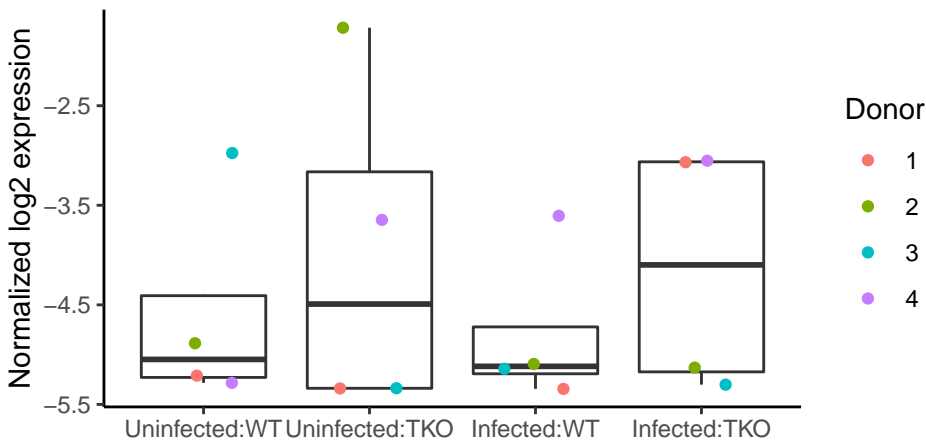 Normalized log2 expression
−2.5
−3.5
−4.5
−5.5
Uninfected:WT
Uninfected:TKO
Infected:WT
Infected:TKO
Donor
1
2
3
4